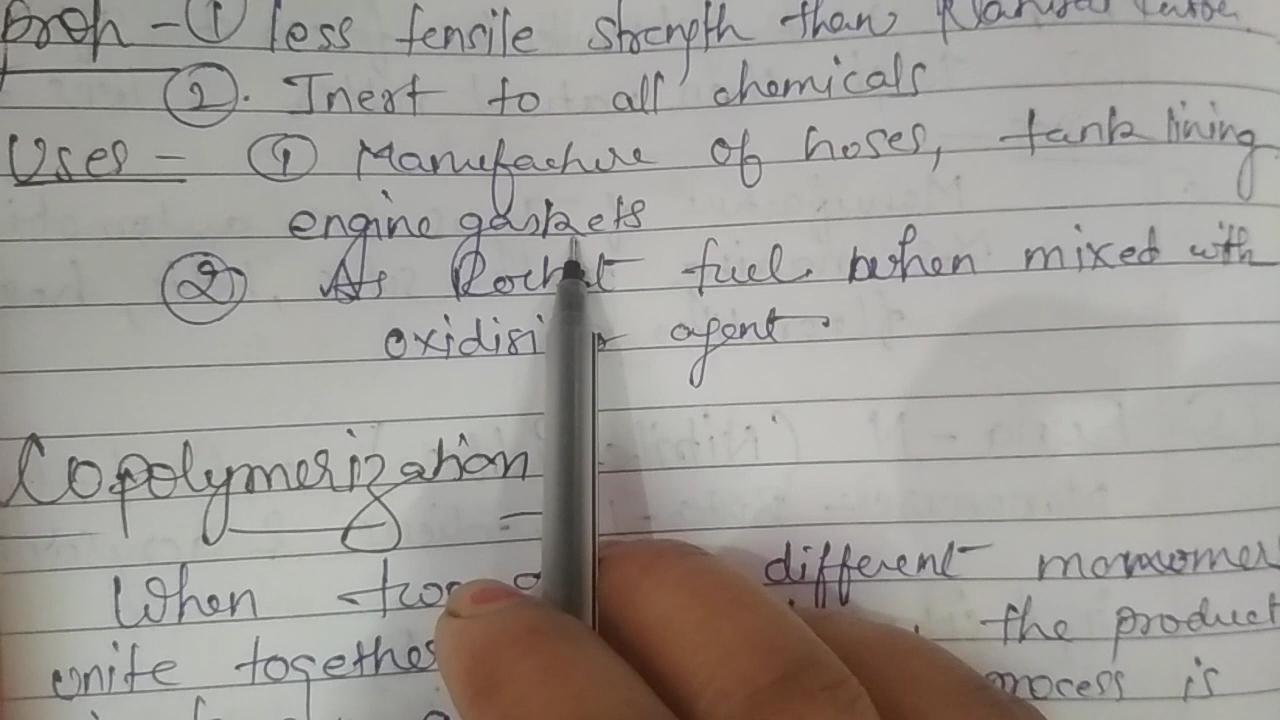 Prop - ① less tensile strength than
②. Inert to all chemicals
Uses - ① Manufacture of hoses, tank lining
engine gaskets
② As Rocket fuel when mixed with
agent.
Copolymerization
When different monomer
unite together the product
process is